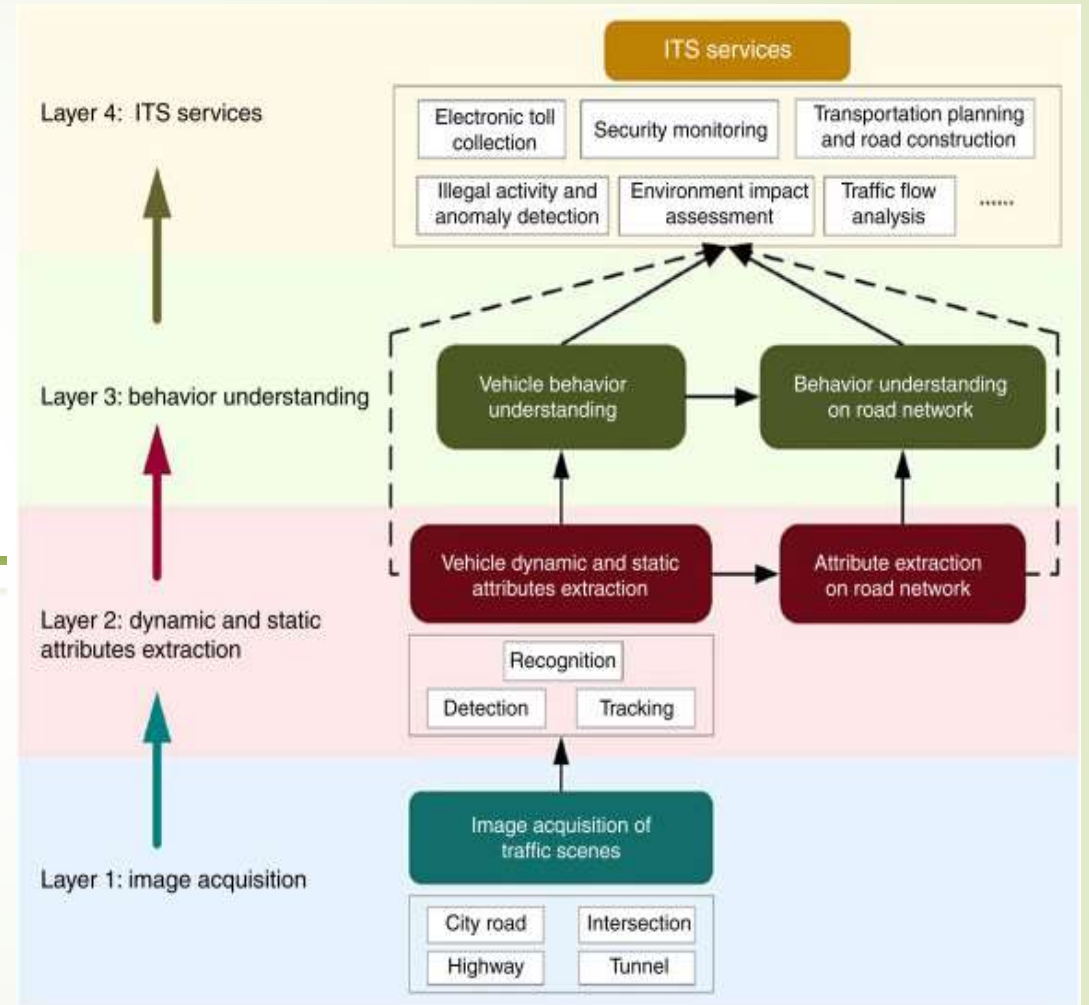 ITS services
Layer 4: ITS services
Electronic toll
collection
Security monitoring
Transportation planning
and road construction
Illegal activity and
anomaly detection
Environment impact
assessment
Traffic flow
analysis
......
Layer 3: behavior understanding
Vehicle behavior
understanding
Behavior understanding
on road network
Vehicle dynamic and static
attributes extraction
Attribute extraction
on road network
Layer 2: dynamic and static
attributes extraction
Recognition
Detection
Tracking
Image acquisition of
traffic scenes
Layer 1: image acquisition
City road
Intersection
Highway
Tunnel